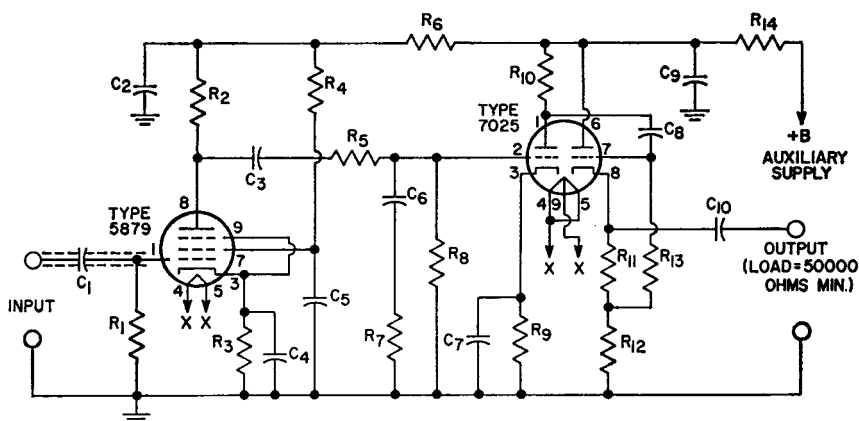 R6
R14
C2
R2
R4
R10
C9
TYPE
7025
1
6
C8
+B
AUXILIARY
SUPPLY
R5
C3
2
7
3
8
4
9
5
C6
C10
8
TYPE
5879
9
1
7
3
4
5
C1
X
X
X
X
R8
R11
R13
OUTPUT
(LOAD=50000
OHMS MIN.)
INPUT
C5
R1
R3
C4
R7
C7
R9
R12